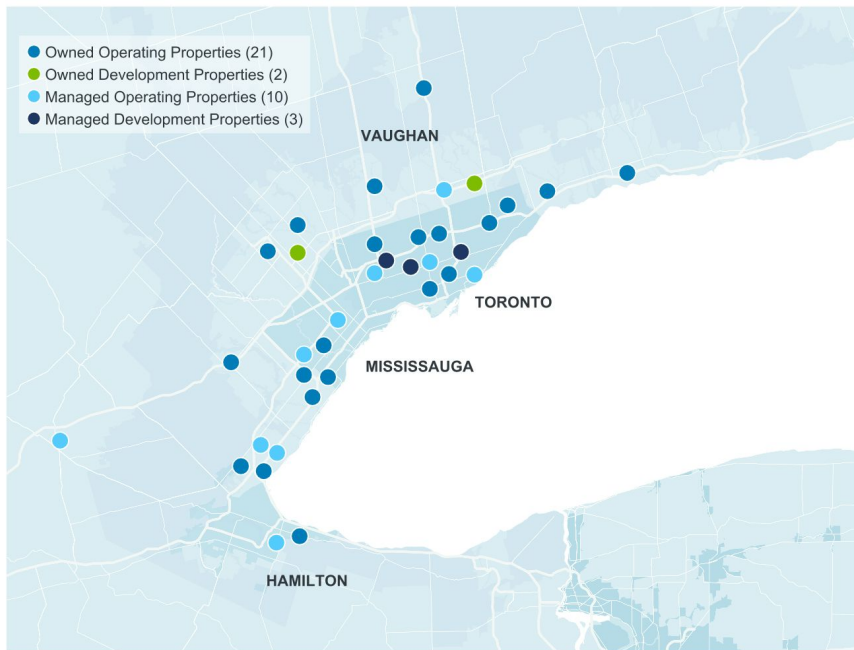 Owned Operating Properties (21)
Owned Development Properties (2)
Managed Operating Properties (10)
Managed Development Properties (3)
VAUGHAN
TORONTO
MISSISSAUGA
HAMILTON